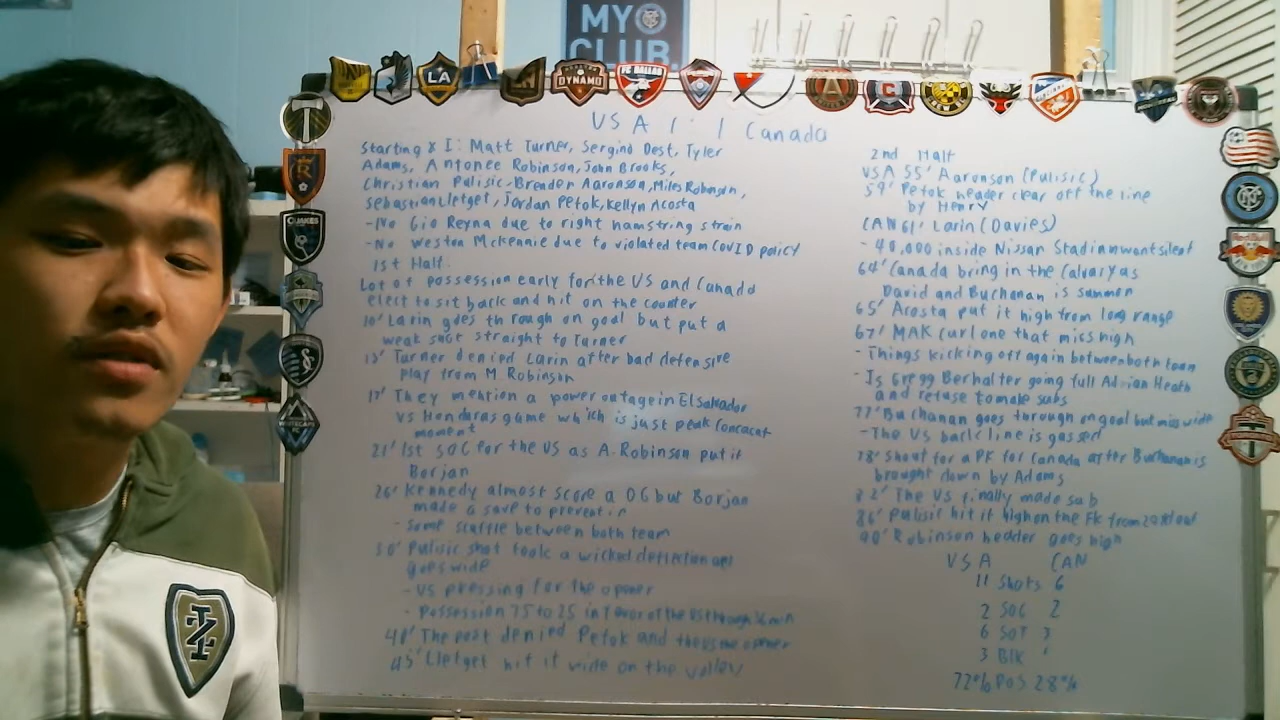 MY
CLUB.
LA
DYNAMO
FC DALLAS
QUAKES
USA 1:1 Canada
Starting XI: Matt Turner, Sergino Dest, Tyler
Adams, Antonee Robinson, John Brooks,
Christian Pulisic-Brender Aaronson, Miles Robinson,
Sebastian Lletget, Jordan Pefok, Kellyn Acosta
-No Gio Reyna due to right hamstring strain
-No Weston Mckennie due to violated team COVID policy
1st Half:
Lot of possession early for the US and Canada
elect to sit back and hit on the counter
10' Larin goes through on goal but put a
weak shot straight to Turner
13' Turner denied Larin after bad defensive
play from M Robinson
17' They mention a power outage in El Salvador
vs Honduras game which is just peak Concacaf
moment
21' 1st SOG for the US as A. Robinson put it
Borjan
26' Kennedy almost score a OG but Borjan
made a save to prevent it
- some scuffle between both team
30' Pulisic shot took a wicked deflection and
goes wide
- US pressing for the opener
- Possession 75 to 25 in favor of the US through
40' The post denied Pefok and the opener
45' Lletget hit it wide on the volley
2nd Half
USA 55' Aaronson (Pulisic)
59' Pefok header clear off the line
by Henry
CAN 61' Larin (Davies)
- 40,000 inside Nissan Stadium went silent
64' Canada bring in the Calvary as
David and Buchanan is summon
65' Acosta put it high from long range
67' MAK curl one that miss high
- Things kicking off again between both team
- Is Gregg Berhalter going full Adrian Heath
and refuse to make subs
77' Buchanan goes through on goal but miss wide
- The US back line is gassed
78' Shout for a PK for Canada after Buchanan is
brought down by Adams
82' The US finally made sub
86' Pulisic hit it high on the FK from
90' Robinson header goes high
USA CAN
11 Shots 6
2 SOG 2
6 SOT 3
3 Blk 1
72% Pos 28%